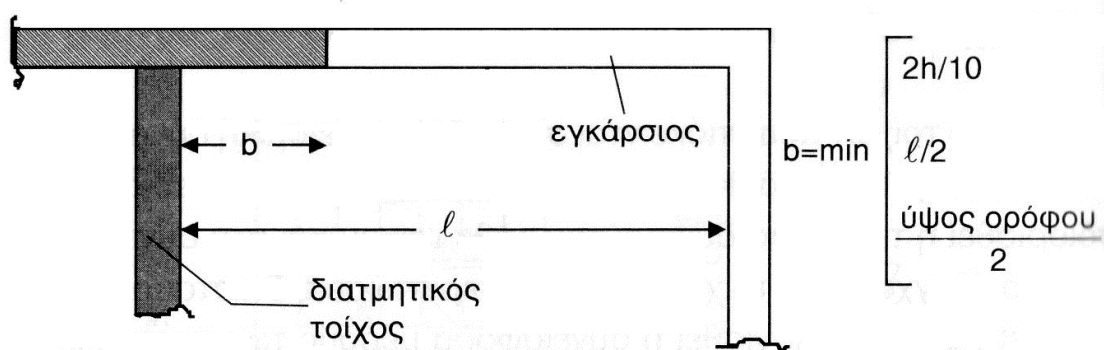 εγκάρσιος
b
ℓ
διατμητικός
τοίχος
b=min
2h/10
ℓ/2
ύψος ορόφου
2